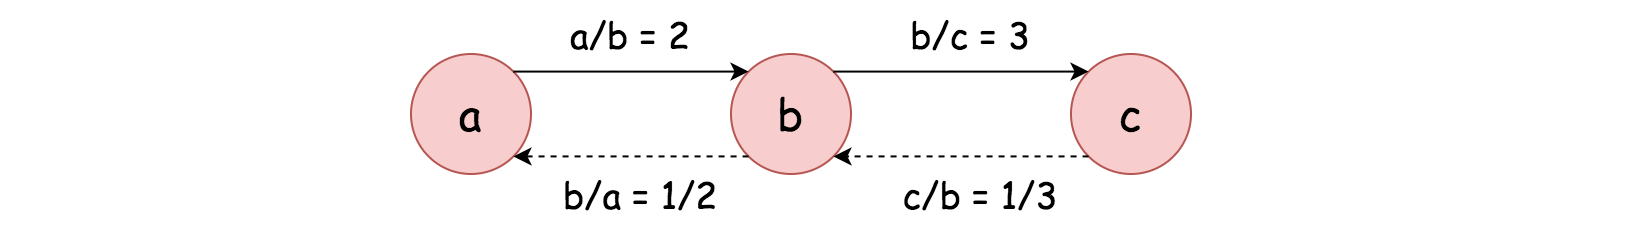 a/b = 2
b/c = 3
a
b
c
b/a = 1/2
c/b = 1/3